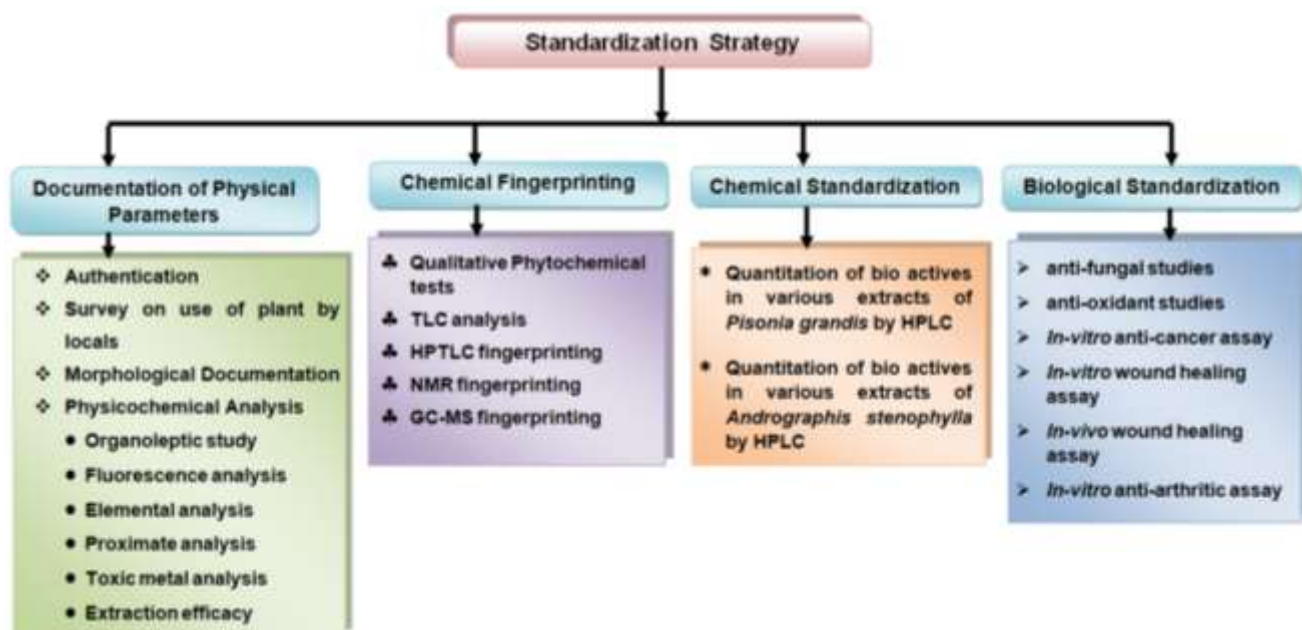 Standardization Strategy
Documentation of Physical
Parameters
❖ Authentication
❖ Survey on use of plant by
locals
❖ Morphological Documentation
❖ Physicochemical Analysis
● Organoleptic study
● Fluorescence analysis
● Elemental analysis
● Proximate analysis
● Toxic metal analysis
● Extraction efficacy
Chemical Fingerprinting
♣ Qualitative Phytochemical
tests
♣ TLC analysis
♣ HPTLC fingerprinting
♣ NMR fingerprinting
♣ GC-MS fingerprinting
Chemical Standardization
* Quantitation of bio actives
in various extracts of
Pisonia grandis by HPLC
* Quantitation of bio actives
in various extracts of
Andrographis stenophylla
by HPLC
Biological Standardization
➢ anti-fungal studies
➢ anti-oxidant studies
➢ In-vitro anti-cancer assay
➢ In-vitro wound healing
assay
➢ In-vivo wound healing
assay
➢ In-vitro anti-arthritic assay